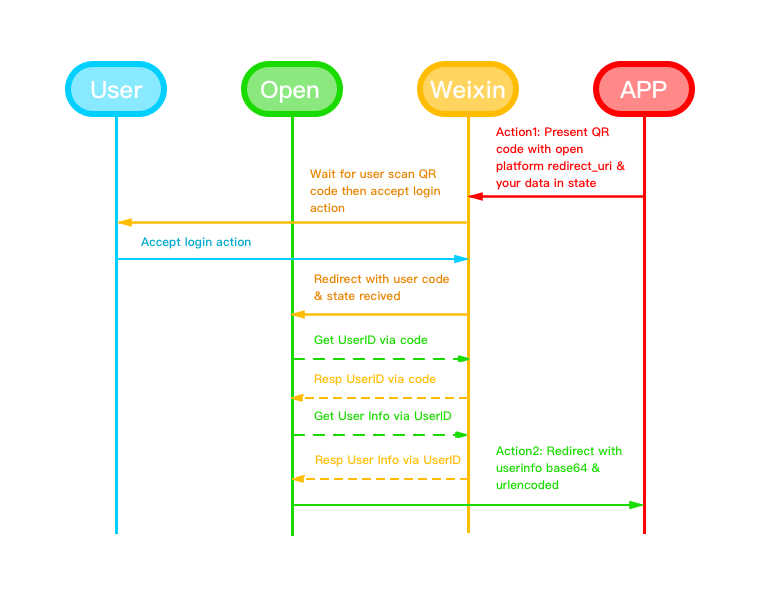 User
Open
Weixin
APP
Action1: Present QR
code with open
platform redirect_uri &
your data in state
Wait for user scan QR
code then accept login
action
Accept login action
Redirect with user code
& state recived
Get UserID via code
Resp UserID via code
Get User Info via UserID
Resp User Info via UserID
Action2: Redirect with
userinfo base64 &
urlencoded